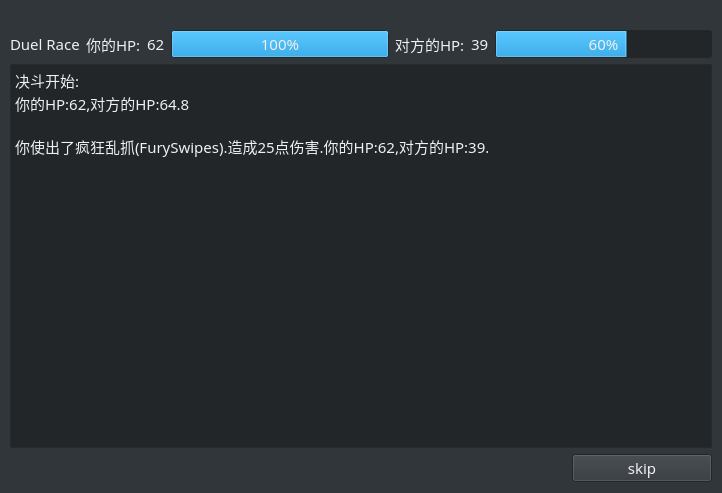 Duel Race 你的HP: 62 100% 对方的HP: 39 60%
决斗开始:
你的HP:62,对方的HP:64.8
你使出了疯狂乱抓(FurySwipes).造成25点伤害.你的HP:62,对方的HP:39.
skip